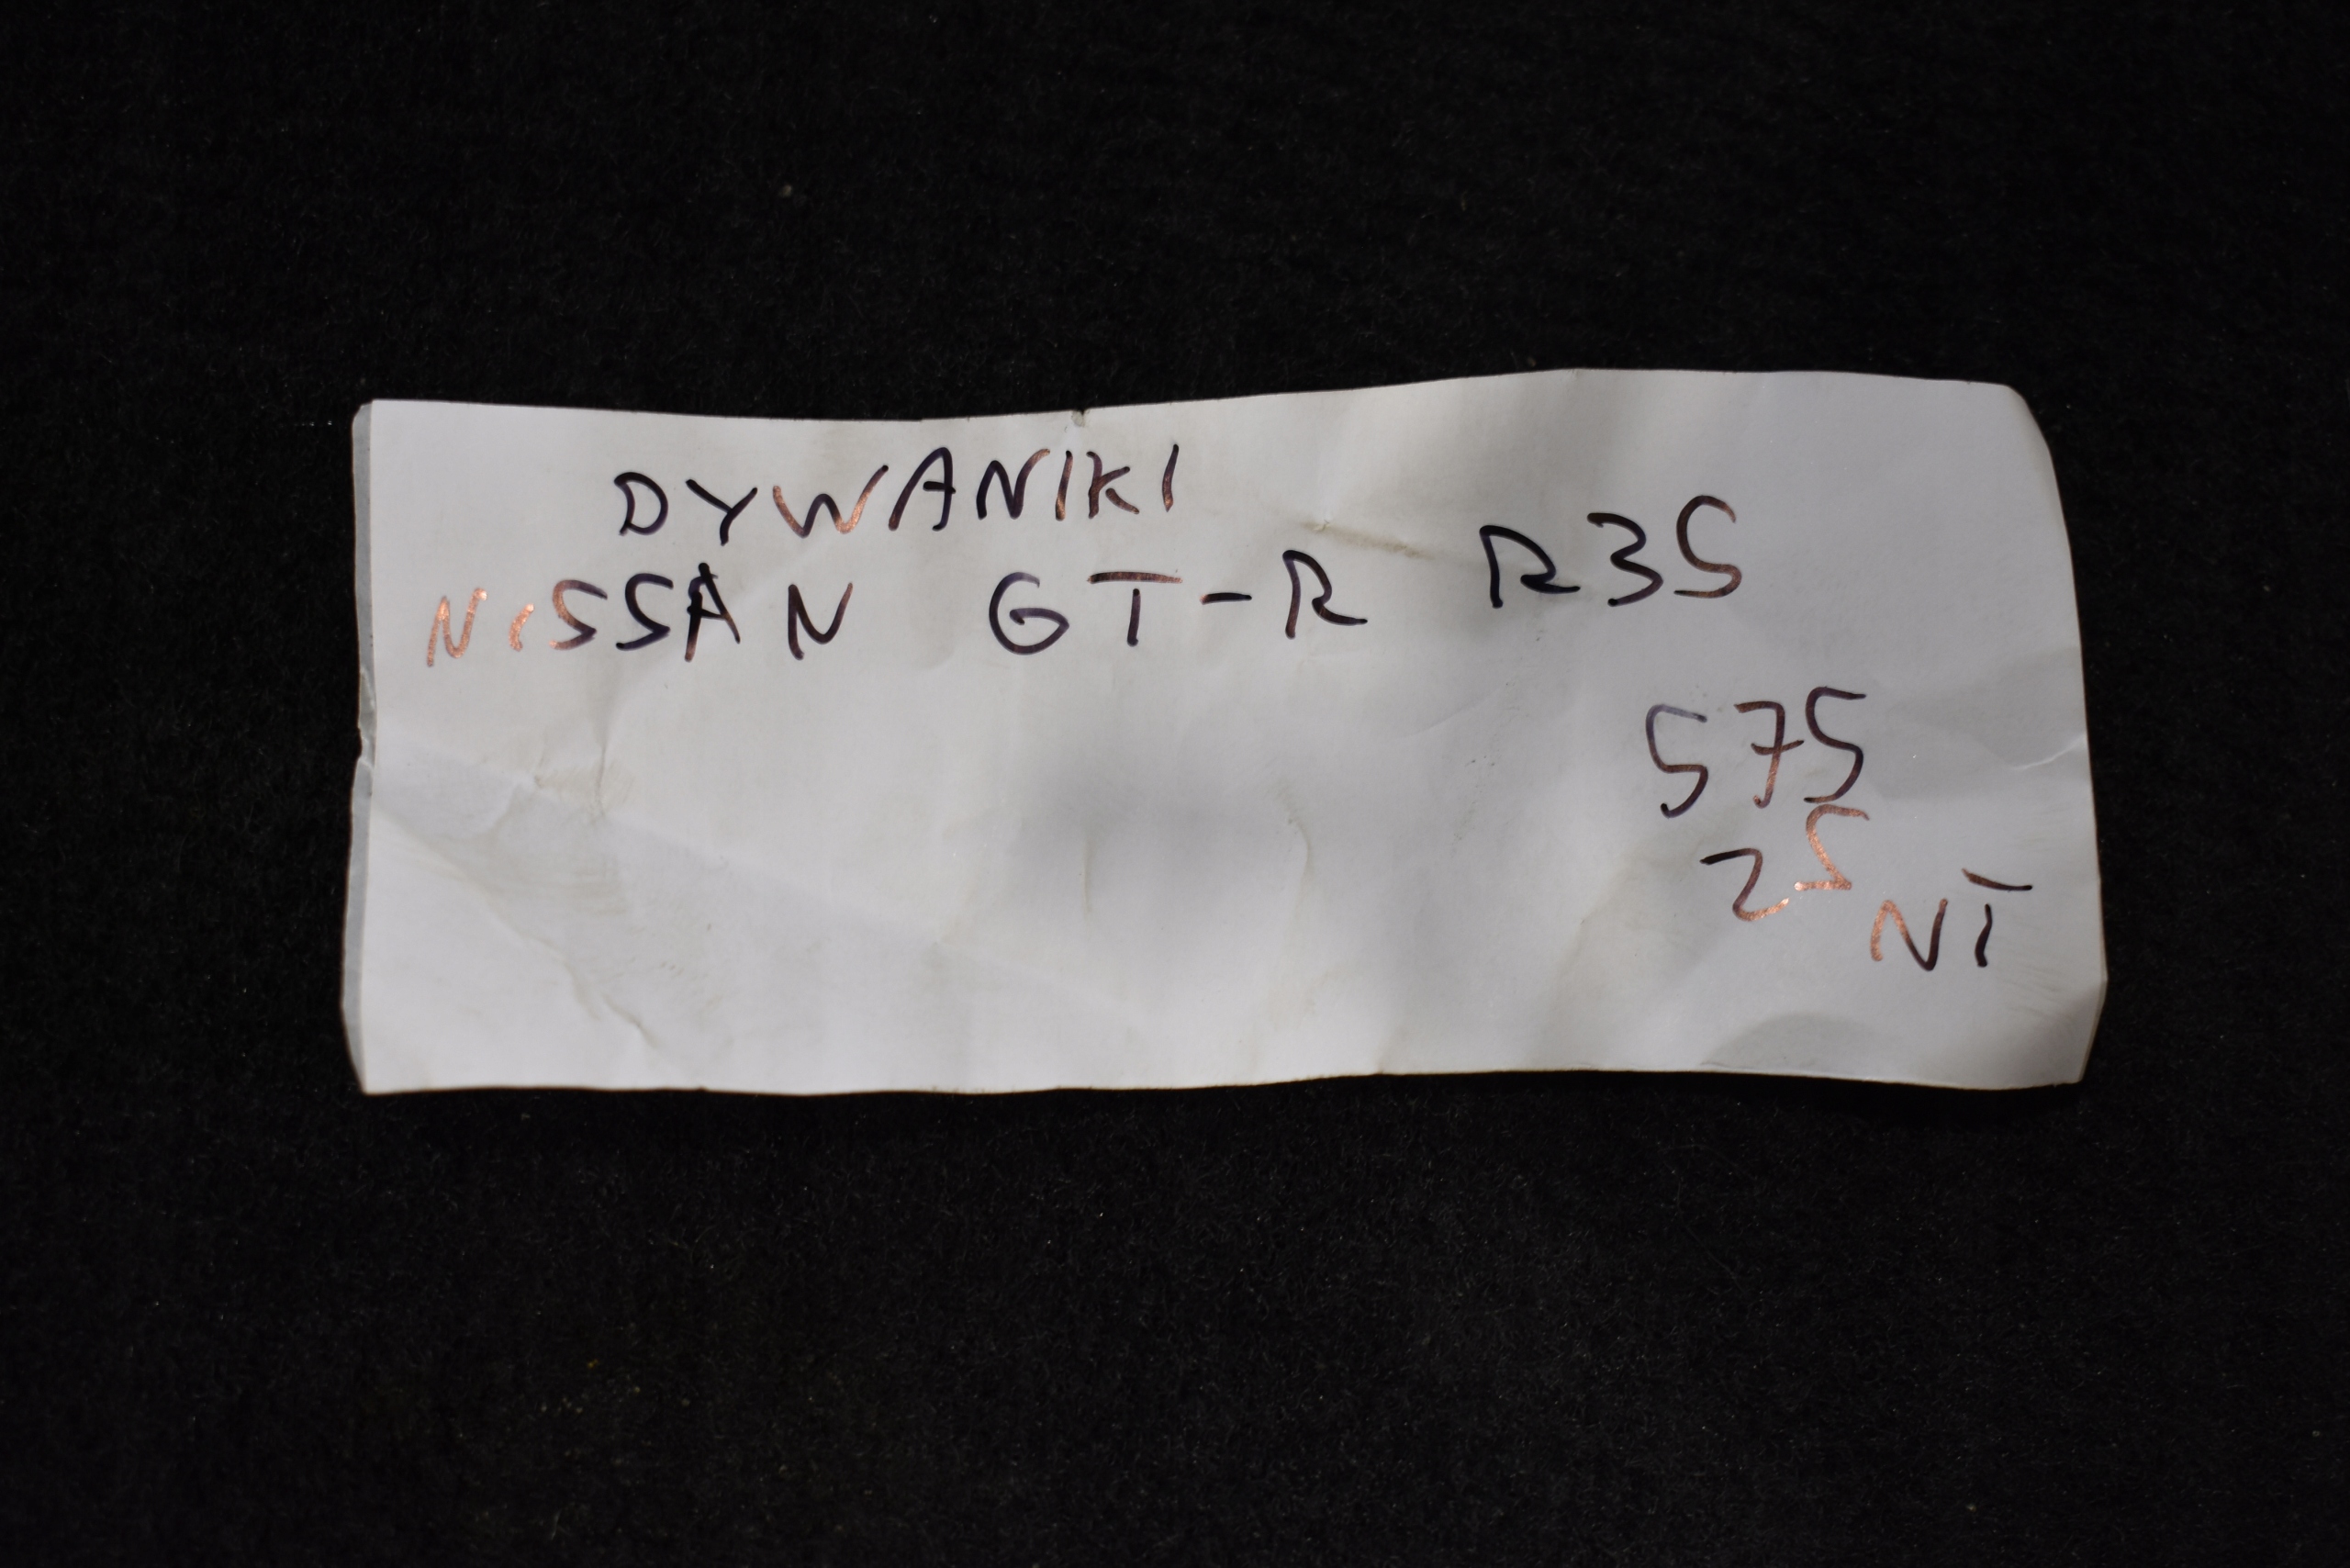 DYWANIKI
NISSAN GT-R R35
575
25 NT